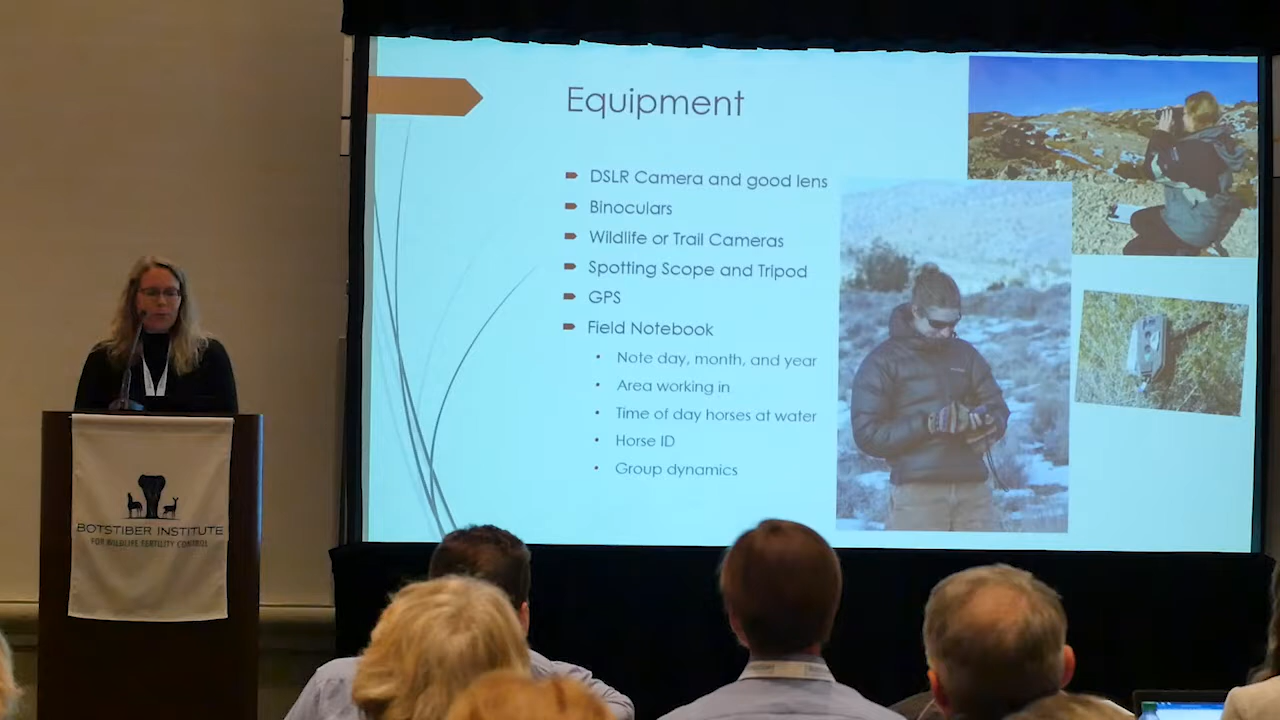 Equipment
DSLR Camera and good lens
Binoculars
Wildlife or Trail Cameras
Spotting Scope and Tripod
GPS
Field Notebook
Note day, month, and year
Area working in
Time of day horses at water
Horse ID
Group dynamics
BOTSTIBER INSTITUTE
FOR WILDLIFE FERTILITY CONTROL